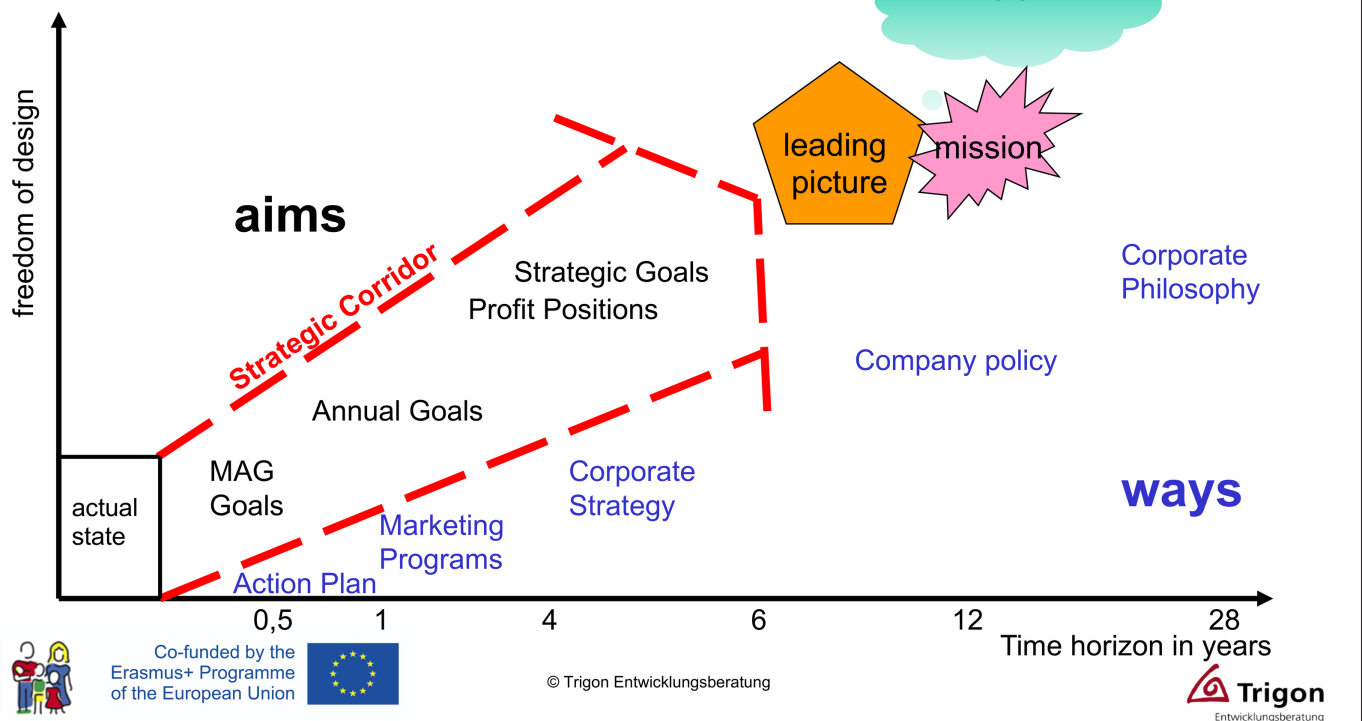 freedom of design
aims
leading
picture
mission
Strategic Corridor
Strategic Goals
Profit Positions
Corporate
Philosophy
Company policy
Annual Goals
MAG
Goals
actual
state
Corporate
Strategy
ways
Marketing
Programs
Action Plan
0,5 1 4 6 12 28
Time horizon in years
Co-funded by the
Erasmus+ Programme
of the European Union
© Trigon Entwicklungsberatung
Trigon
Entwicklungsberatung